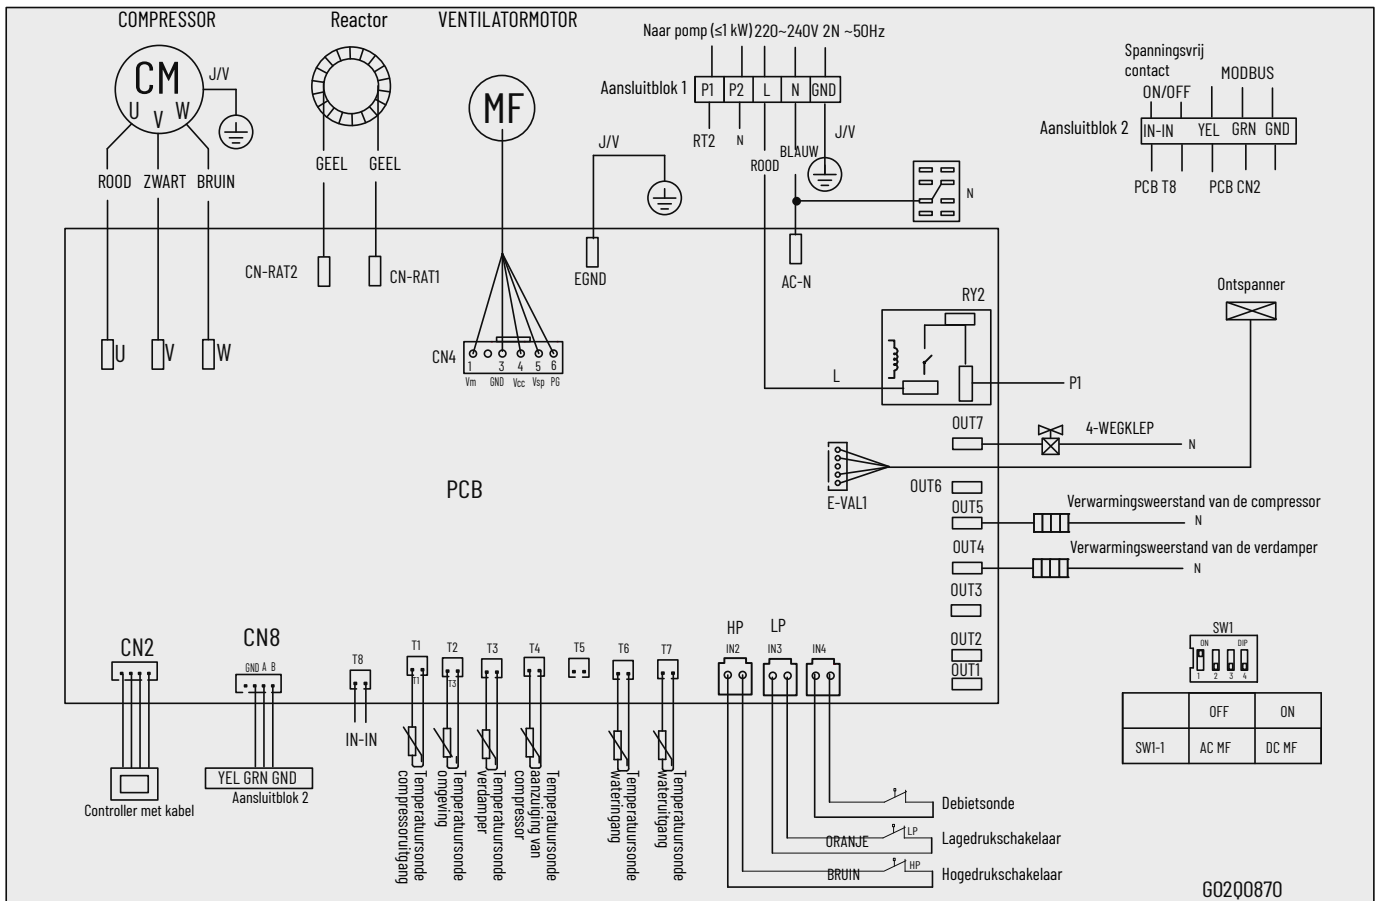 COMPRESSOR
Reactor
VENTILATORMOTOR
Naar pomp (≤1 kW) 220~240V 2N ~50Hz
Spanningsvrij
contact
ON/OFF
MODBUS
CM
U
V
W
J/V
MF
Aansluitblok 1
P1
P2
L
N
GND
Aansluitblok 2
IN-IN
YEL
GRN
GND
RT2
N
J/V
J/V
BLAUW
ROOD
PCB T8
PCB CN2
GEEL
GEEL
ROOD
ZWART
BRUIN
N
CN-RAT2
CN-RAT1
EGND
AC-N
RY2
Ontspanner
U
V
W
CN4
1
3
4
5
6
Vm
GND
Vcc
Vsp
PG
L
P1
OUT7
4-WEGKLEP
N
PCB
E-VAL1
OUT6
OUT5
Verwarmingsweerstand van de compressor
N
OUT4
Verwarmingsweerstand van de verdamper
N
OUT3
OUT2
OUT1
CN2
CN8
GND A B
T8
T1
T2
T3
T4
T5
T6
T7
T1
T3
HP
LP
IN2
IN3
IN4
SW1
ON
DIP
1
2
3
4
OFF
ON
SW1-1
AC MF
DC MF
IN-IN
Controller met kabel
YEL GRN GND
Aansluitblok 2
Temperatuursonde
compressoruitgang
Temperatuursonde
omgeving
Temperatuursonde
verdamper
Temperatuursonde
aanzuiging van
compressor
Temperatuursonde
wateringang
Temperatuursonde
wateruitgang
Debietsonde
ORANJE
LP
Lagedrukschakelaar
BRUIN
HP
Hogedrukschakelaar
G02Q0870